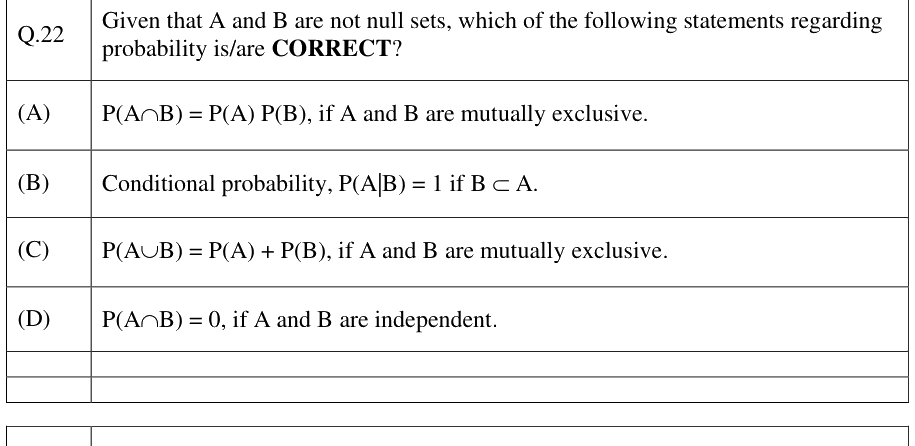 Q.22
Given that A and B are not null sets, which of the following statements regarding
probability is/are CORRECT?
(A)
P(A∩B) = P(A) P(B), if A and B are mutually exclusive.
(B)
Conditional probability, P(A|B) = 1 if B ⊂ A.
(C)
P(A∪B) = P(A) + P(B), if A and B are mutually exclusive.
(D)
P(A∩B) = 0, if A and B are independent.